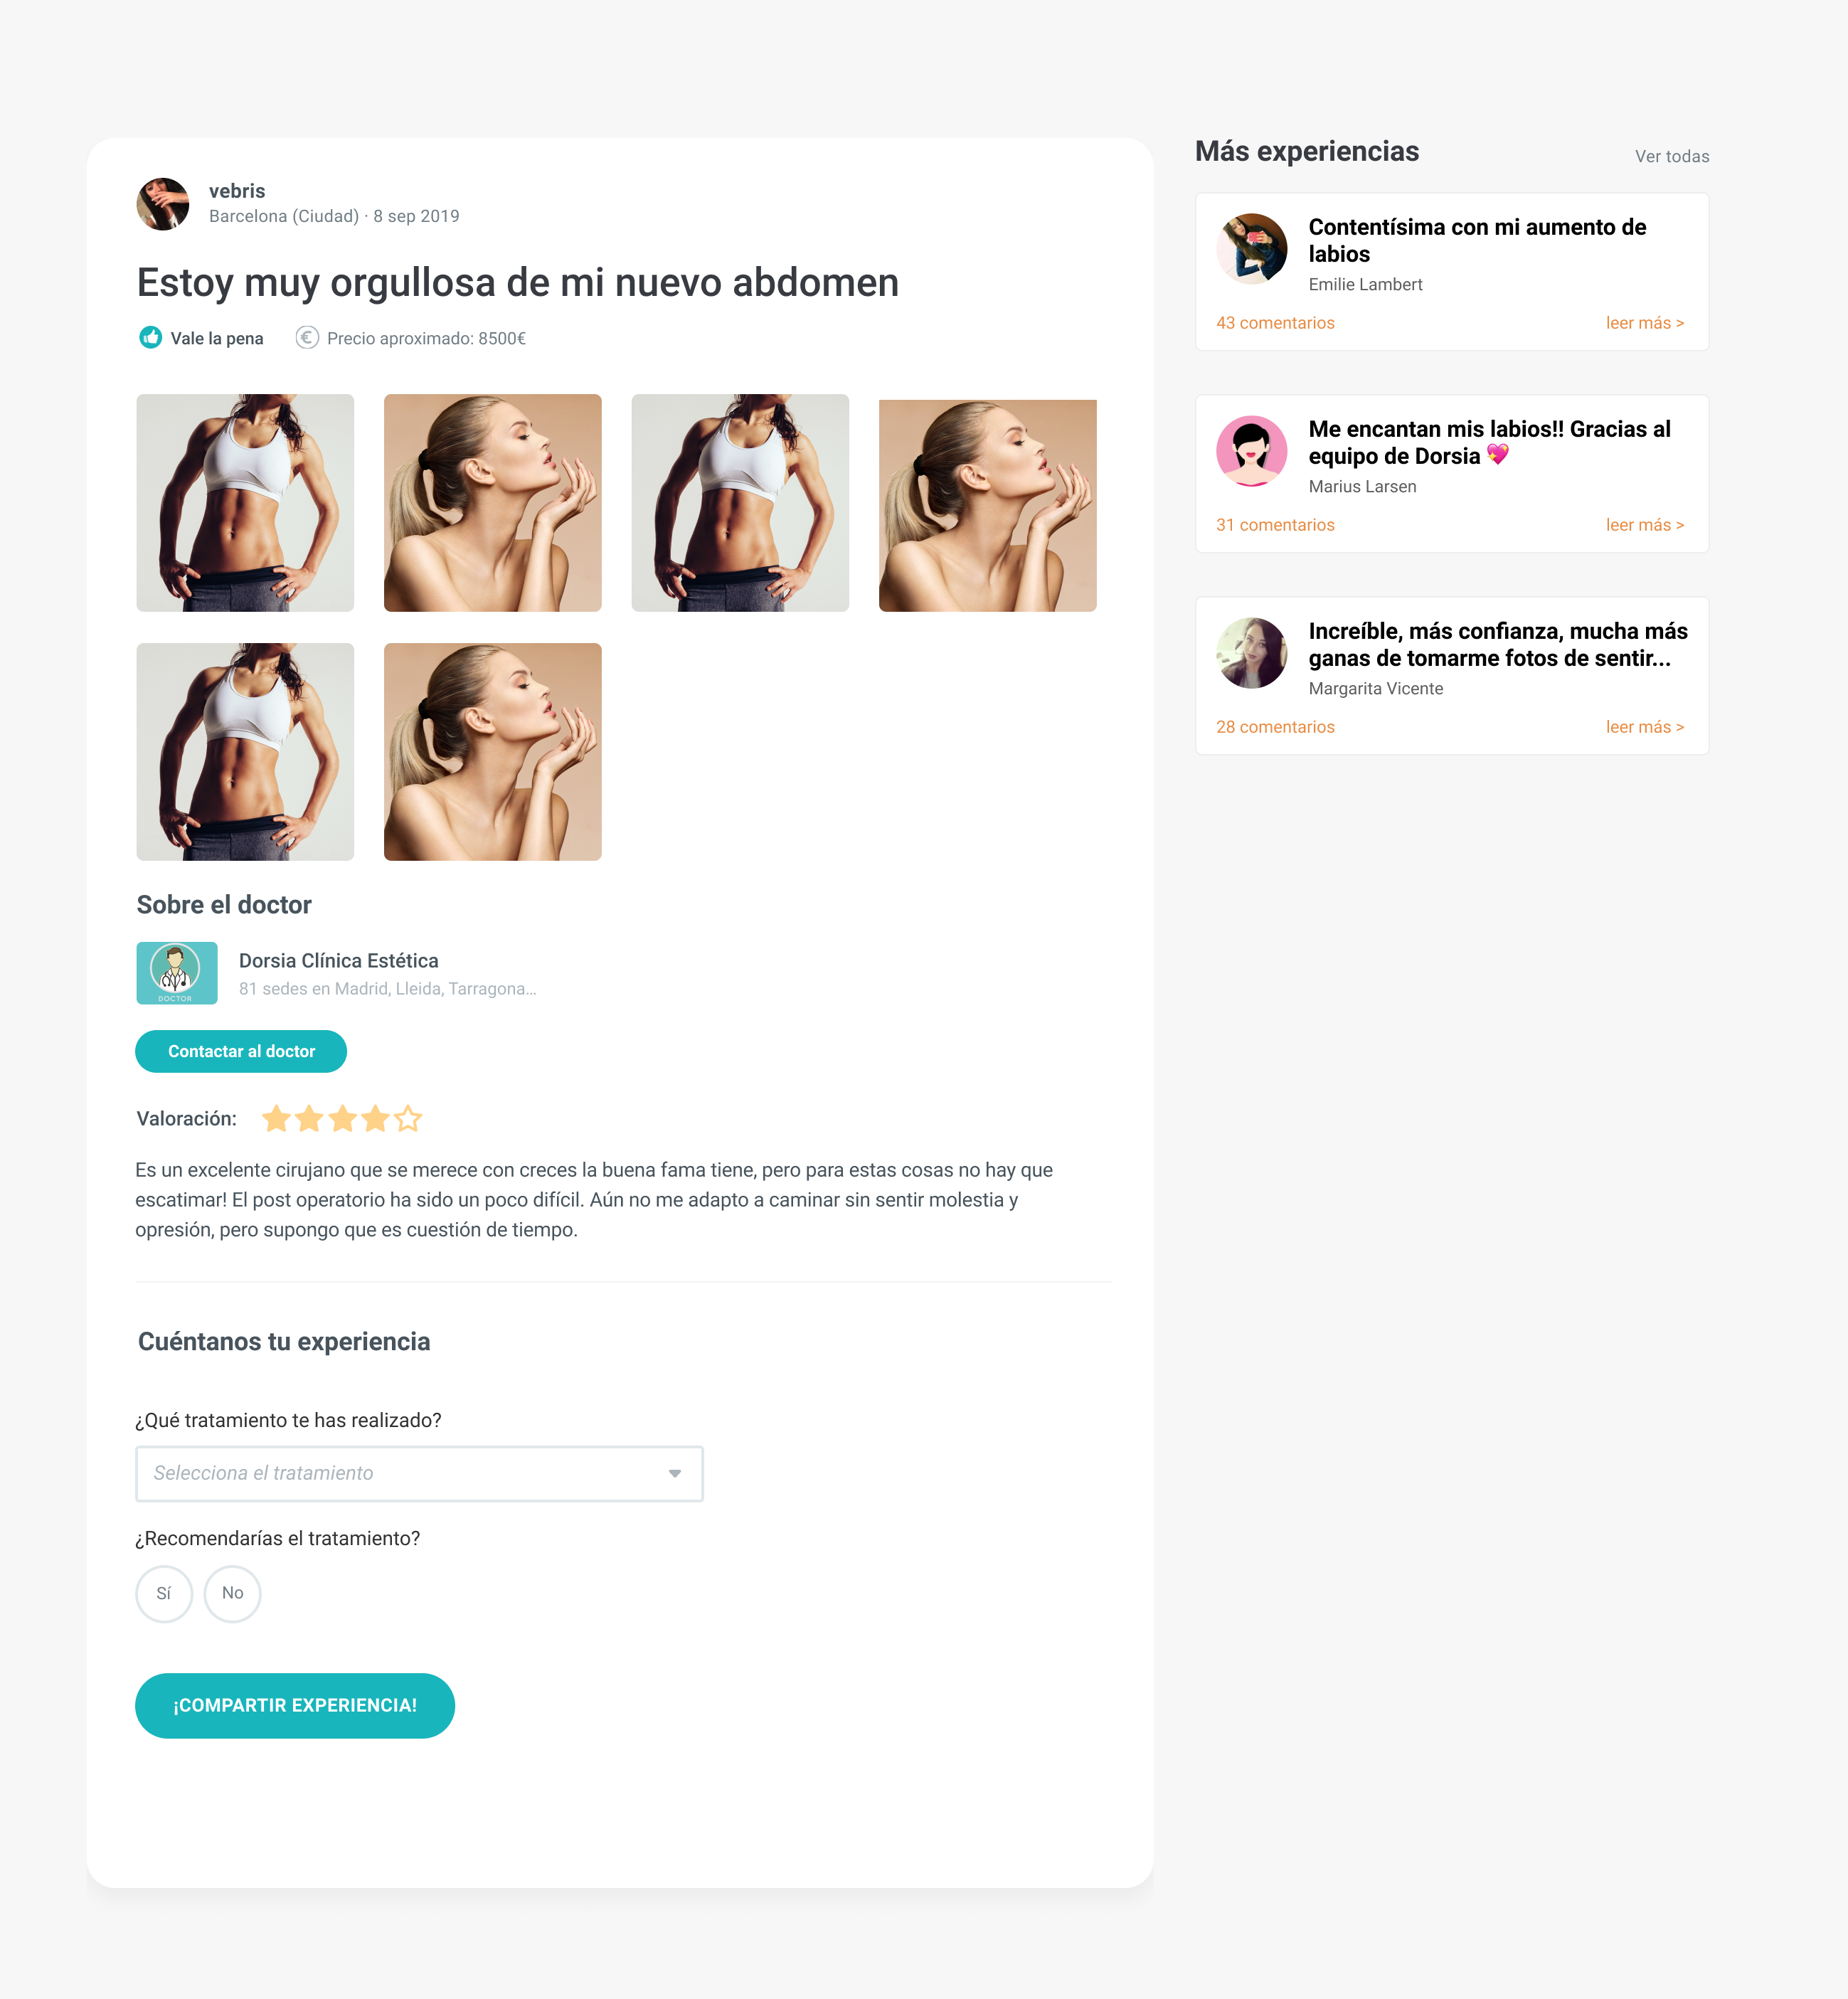 vebris
Barcelona (Ciudad) · 8 sep 2019
Estoy muy orgullosa de mi nuevo abdomen
Vale la pena
€ Precio aproximado: 8500€
Sobre el doctor
DOCTOR
Dorsia Clínica Estética
81 sedes en Madrid, Lleida, Tarragona...
Contactar al doctor
Valoración:
Es un excelente cirujano que se merece con creces la buena fama tiene, pero para estas cosas no hay que
escatimar! El post operatorio ha sido un poco difícil. Aún no me adapto a caminar sin sentir molestia y
opresión, pero supongo que es cuestión de tiempo.
Cuéntanos tu experiencia
¿Qué tratamiento te has realizado?
Selecciona el tratamiento
¿Recomendarías el tratamiento?
Sí No
¡COMPARTIR EXPERIENCIA!
Más experiencias
Ver todas
Contentísima con mi aumento de
labios
Emilie Lambert
43 comentarios
leer más >
Me encantan mis labios!! Gracias al
equipo de Dorsia 💖
Marius Larsen
31 comentarios
leer más >
Increíble, más confianza, mucha más
ganas de tomarme fotos de sentir...
Margarita Vicente
28 comentarios
leer más >